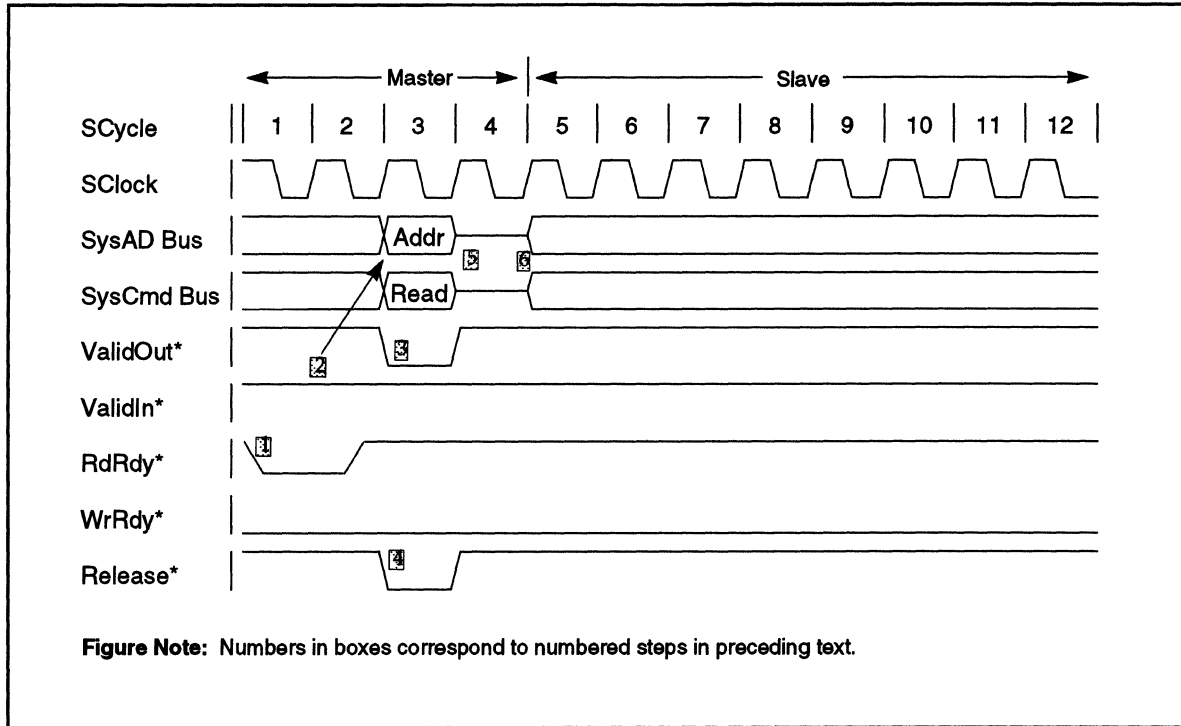 Master Slave
SCycle 1 2 3 4 5 6 7 8 9 10 11 12
SClock
SysAD Bus Addr
5 6
SysCmd Bus Read
ValidOut* 3
2
ValidIn*
1
RdRdy*
WrRdy*
4
Release*
Figure Note: Numbers in boxes correspond to numbered steps in preceding text.